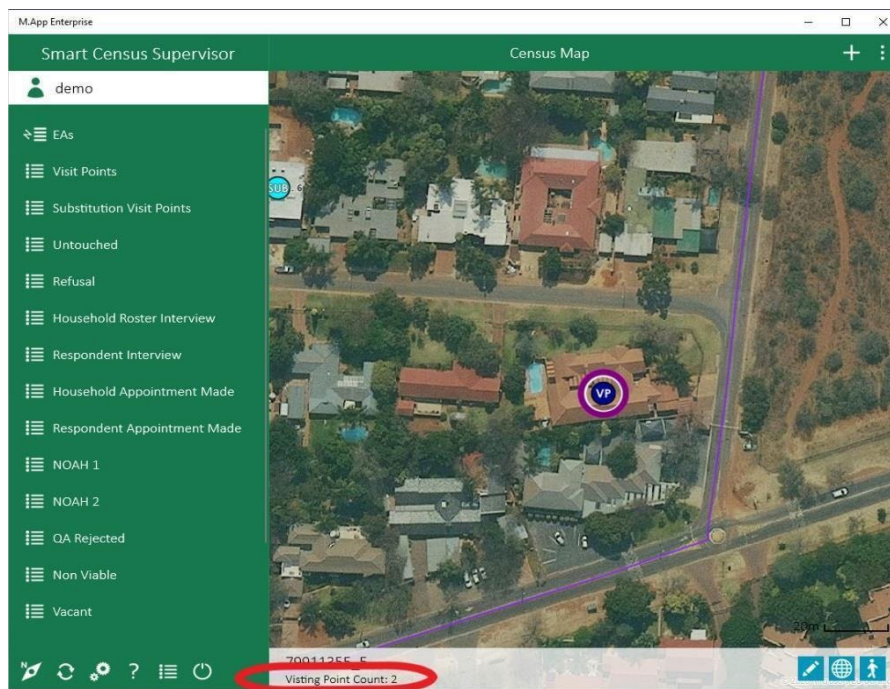 M.App Enterprise
Smart Census Supervisor
Census Map
demo
EAs
Visit Points
Substitution Visit Points
Untouched
Refusal
Household Roster Interview
Respondent Interview
Household Appointment Made
Respondent Appointment Made
NOAH 1
NOAH 2
QA Rejected
Non Viable
Vacant
SUB 6
VP
20m
N
?
79911355_5
Visting Point Count: 2